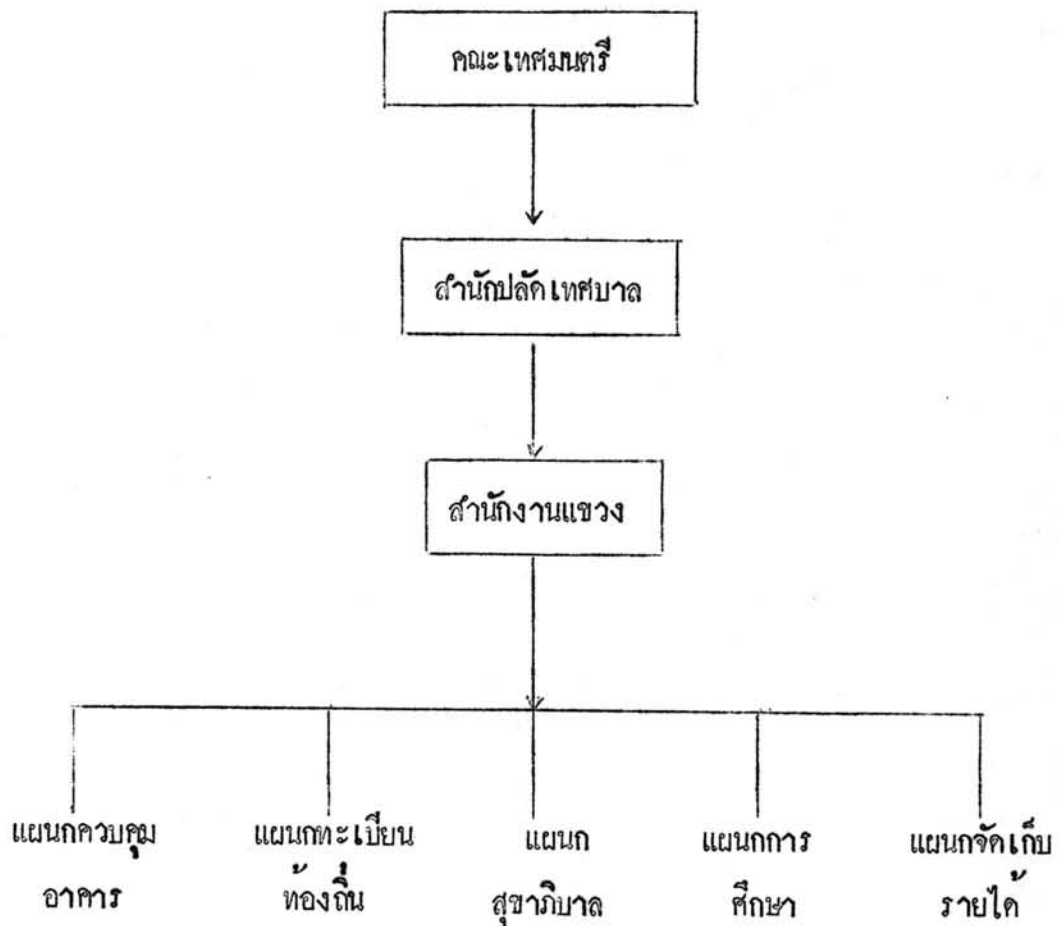 คณะเทศมนตรี
สำนักปลัดเทศบาล
สำนักงานแขวง
แผนกควบคุม
อาคาร
แผนกทะเบียน
ท้องถิ่น
แผนก
สุขาภิบาล
แผนกการ
ศึกษา
แผนกจัดเก็บ
รายได้